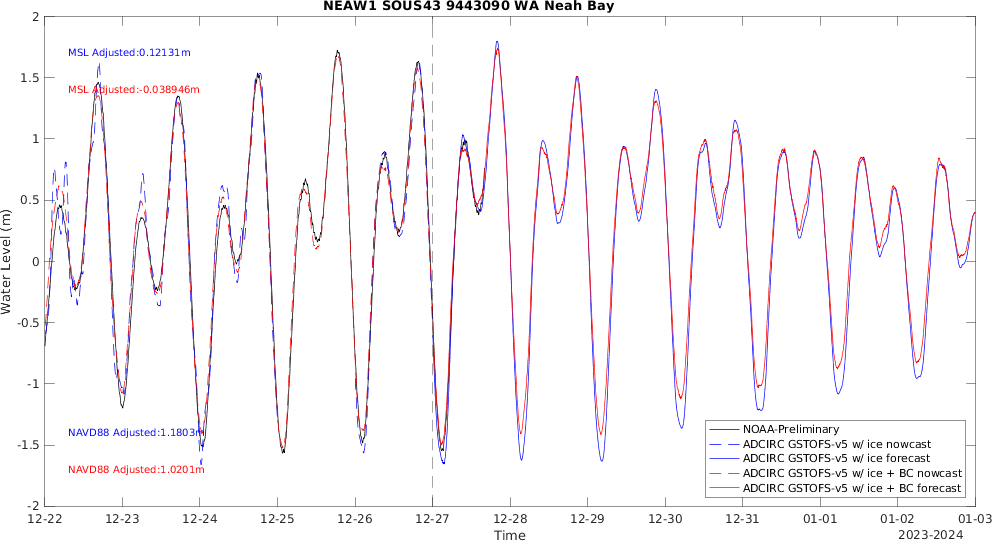 NEAW1 SOUS43 9443090 WA Neah Bay
2
1.5
1
0.5
0
-0.5
-1
-1.5
-2
Water Level (m)
MSL Adjusted:0.12131m
MSL Adjusted:-0.038946m
NAVD88 Adjusted:1.1803m
NAVD88 Adjusted:1.0201m
NOAA-Preliminary
ADCIRC GSTOFS-v5 w/ ice nowcast
ADCIRC GSTOFS-v5 w/ ice forecast
ADCIRC GSTOFS-v5 w/ ice + BC nowcast
ADCIRC GSTOFS-v5 w/ ice + BC forecast
12-22 12-23 12-24 12-25 12-26 12-27 12-28 12-29 12-30 12-31 01-01 01-02 01-03
Time
2023-2024